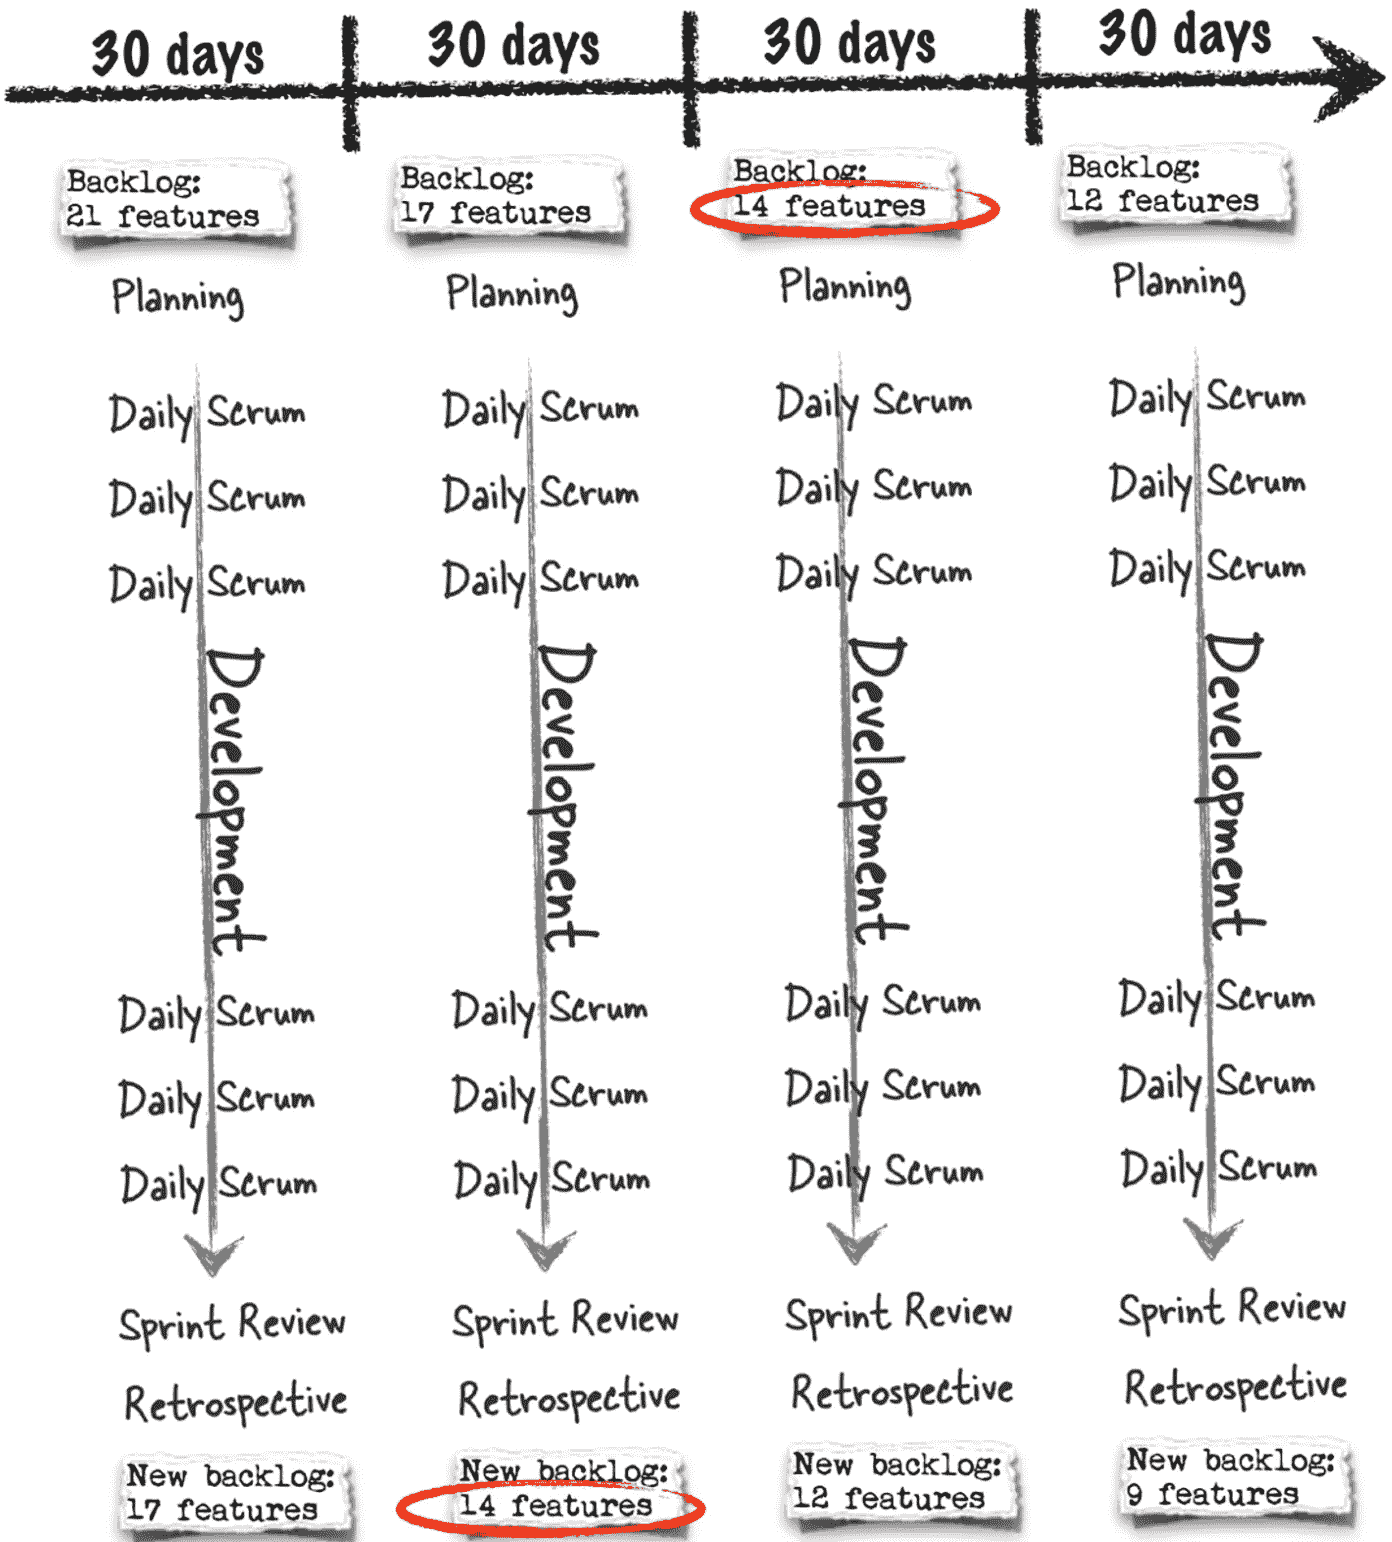 30 days
30 days
30 days
30 days
Backlog:
21 features
Backlog:
17 features
Backlog:
14 features
Backlog:
12 features
Planning
Planning
Planning
Planning
Daily Scrum
Daily Scrum
Daily Scrum
Daily Scrum
Daily Scrum
Daily Scrum
Daily Scrum
Daily Scrum
Daily Scrum
Daily Scrum
Daily Scrum
Daily Scrum
Development
Development
Development
Development
Daily Scrum
Daily Scrum
Daily Scrum
Daily Scrum
Daily Scrum
Daily Scrum
Daily Scrum
Daily Scrum
Daily Scrum
Daily Scrum
Daily Scrum
Daily Scrum
Sprint Review
Sprint Review
Sprint Review
Sprint Review
Retrospective
Retrospective
Retrospective
Retrospective
New backlog:
17 features
New backlog:
14 features
New backlog:
12 features
New backlog:
9 features